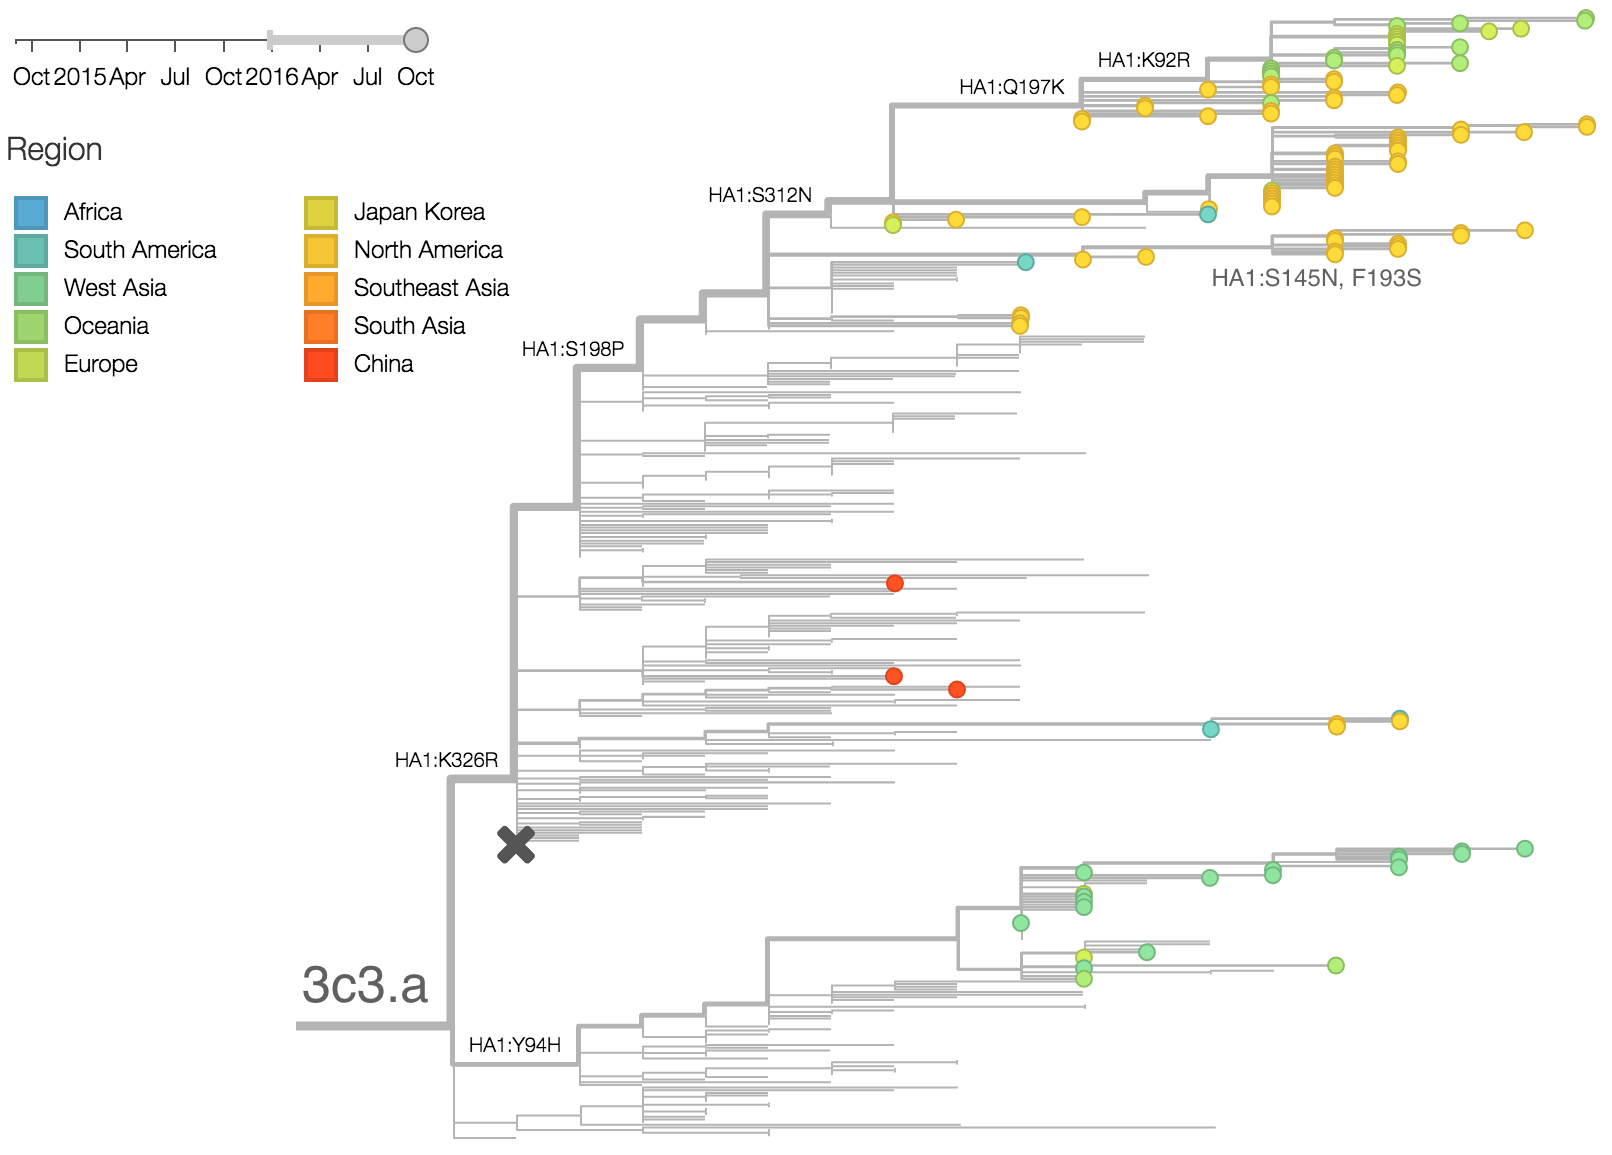 Oct 2015 Apr Jul Oct 2016 Apr Jul Oct
Region
Africa
South America
West Asia
Oceania
Europe
Japan Korea
North America
Southeast Asia
South Asia
China
HA1:K92R
HA1:Q197K
HA1:S312N
HA1:S145N, F193S
HA1:S198P
HA1:K326R
3c3.a
HA1:Y94H